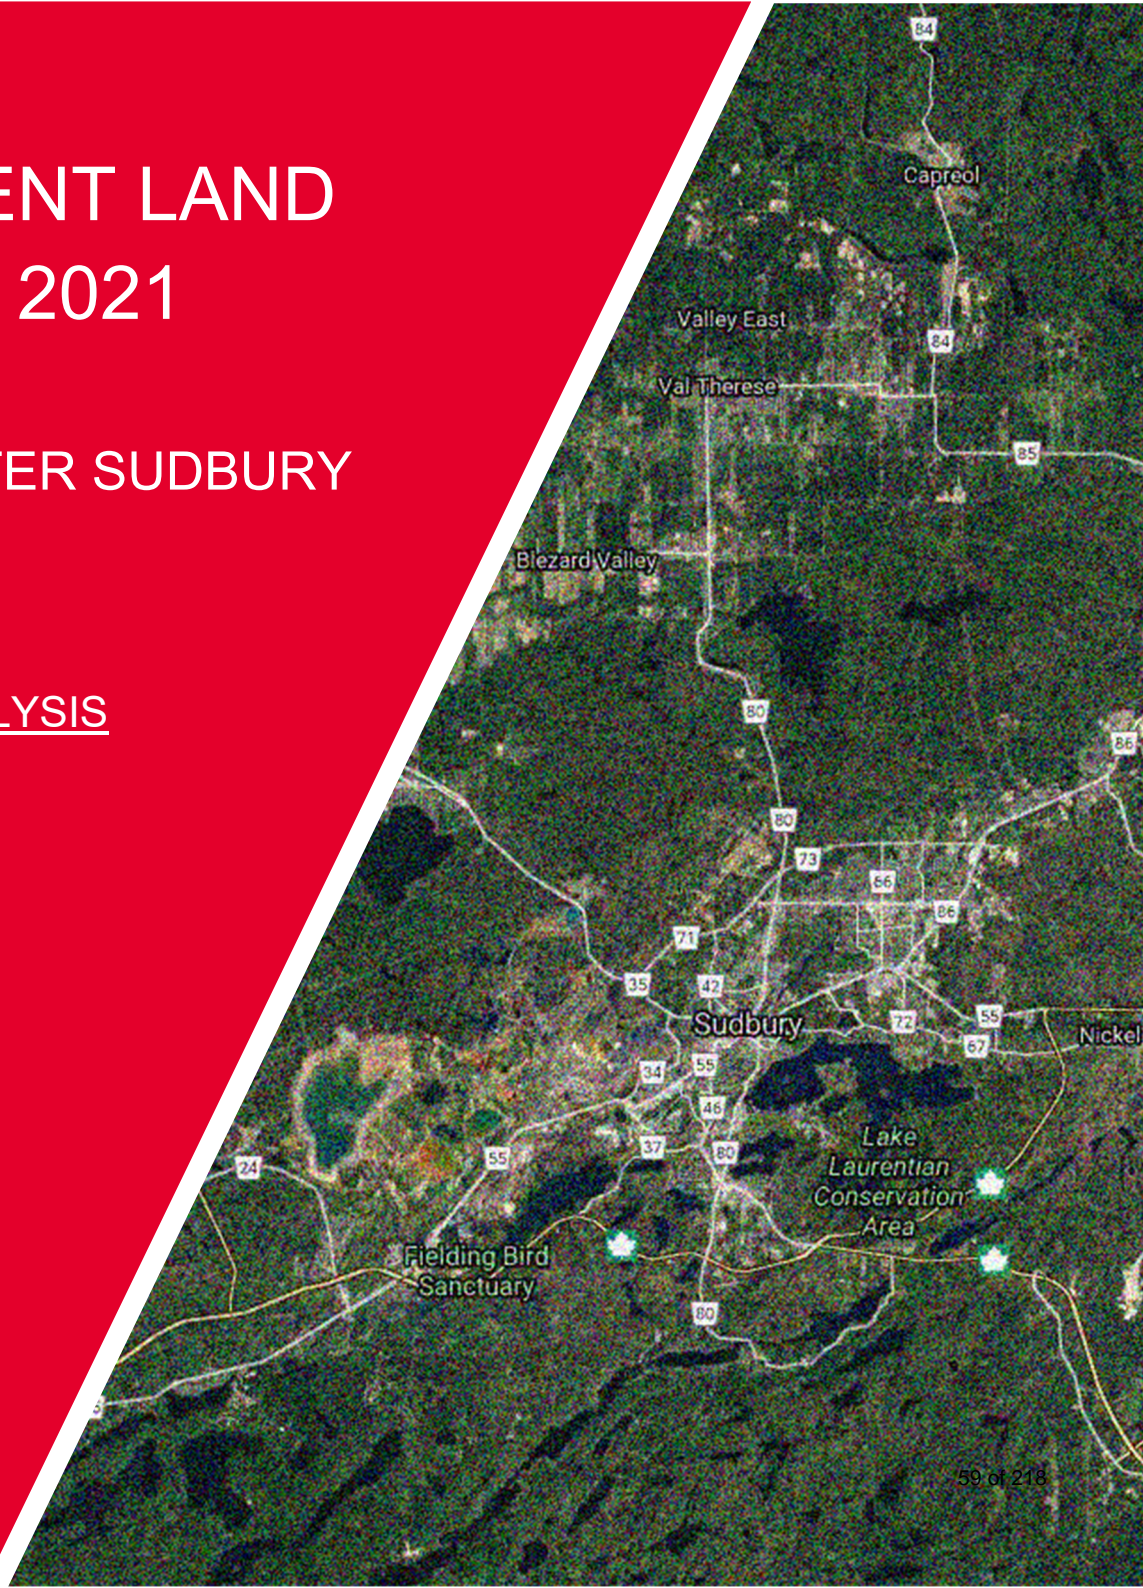 ENT LAND
2021
TER SUDBURY
LYSIS
84
Capreol
Valley East
84
Val Therese
85
Blezard Valley
80
86
80
73
66
86
71
35
42
Sudbury
72
55
67
Nickel
34
55
46
37
80
55
24
Lake
Laurentian
Conservation
Area
Fielding Bird
Sanctuary
80
59 of 218